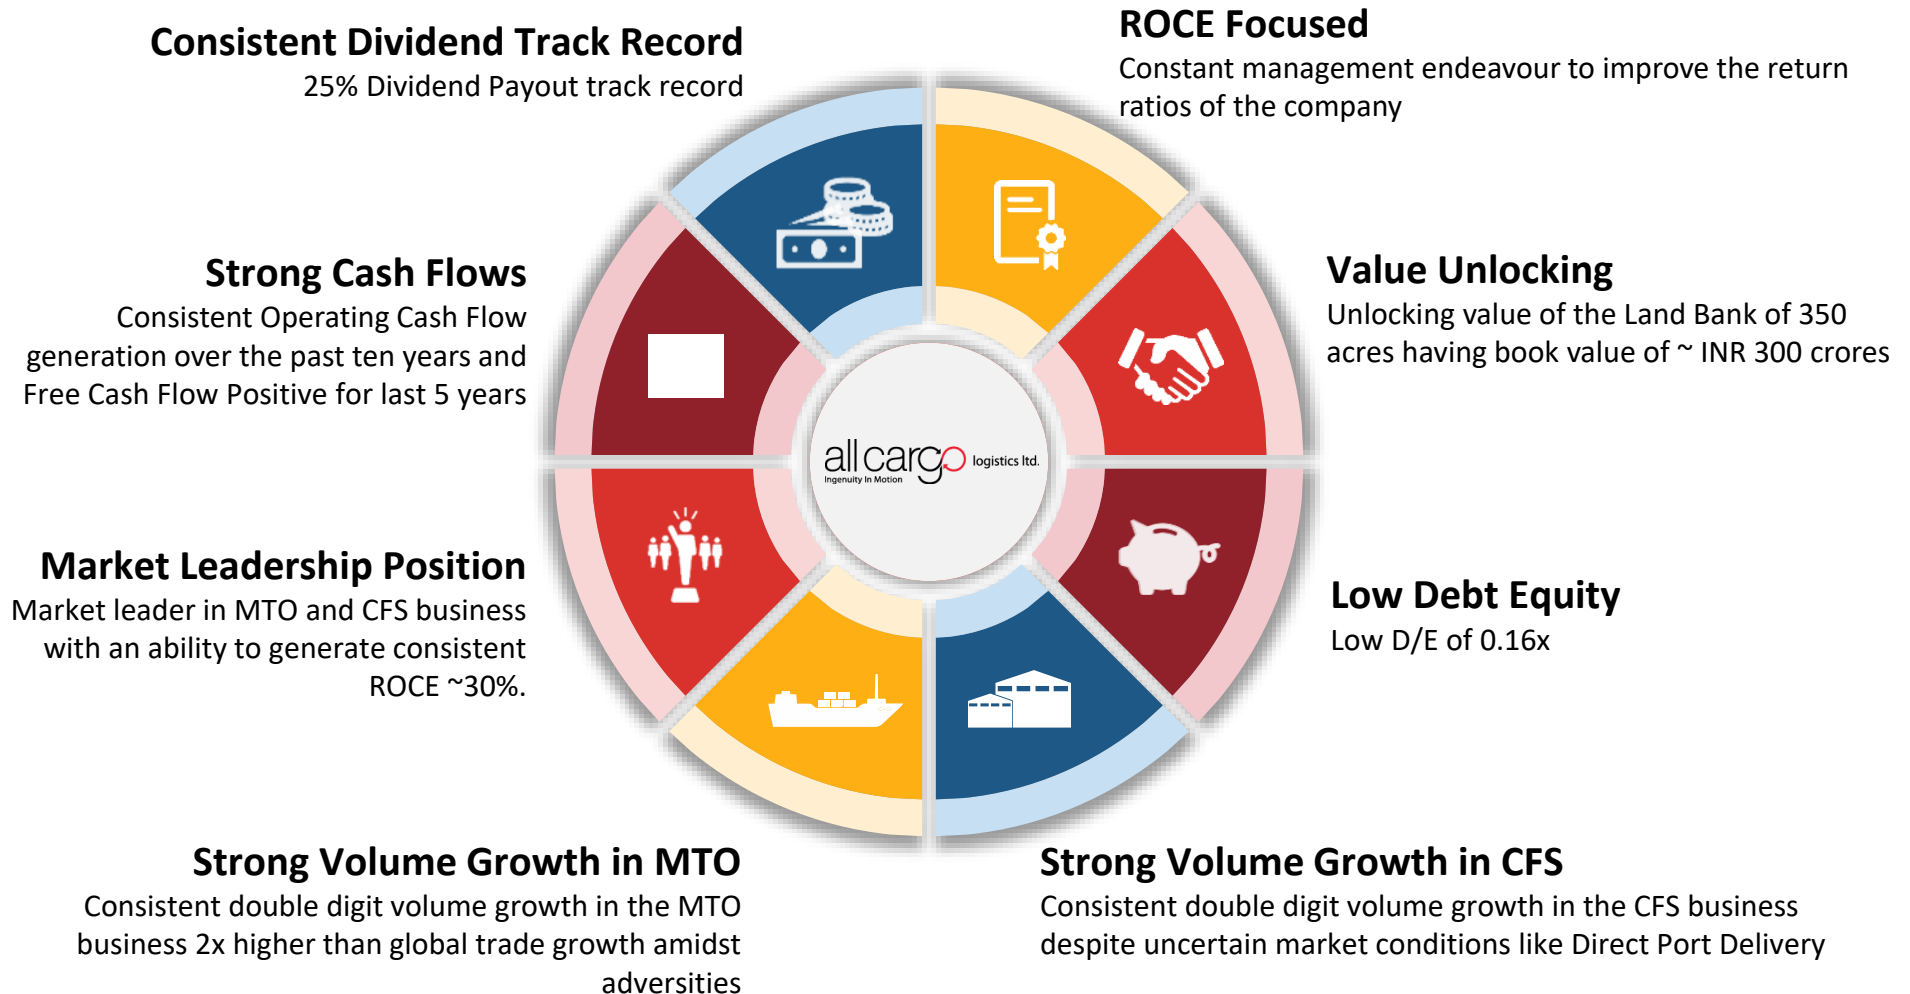 Consistent Dividend Track Record
25% Dividend Payout track record
ROCE Focused
Constant management endeavour to improve the return
ratios of the company
Strong Cash Flows
Consistent Operating Cash Flow
generation over the past ten years and
Free Cash Flow Positive for last 5 years
Value Unlocking
Unlocking value of the Land Bank of 350
acres having book value of ~ INR 300 crores
allcargo logistics ltd.
Ingenuity In Motion
Market Leadership Position
Market leader in MTO and CFS business
with an ability to generate consistent
ROCE ~30%.
Low Debt Equity
Low D/E of 0.16x
Strong Volume Growth in MTO
Consistent double digit volume growth in the MTO
business 2x higher than global trade growth amidst
adversities
Strong Volume Growth in CFS
Consistent double digit volume growth in the CFS business
despite uncertain market conditions like Direct Port Delivery